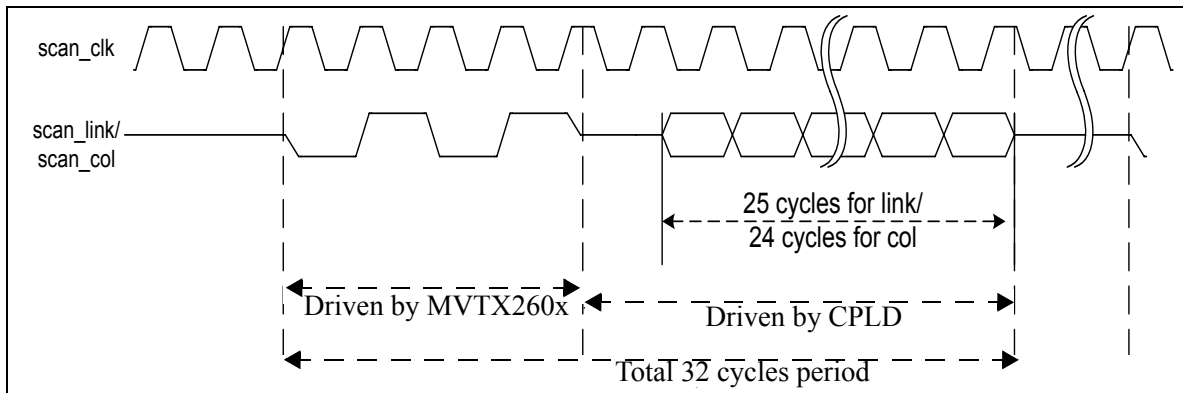 scan_clk
scan_link/
scan_col
25 cycles for link/
24 cycles for col
Driven by MVTX260x
Driven by CPLD
Total 32 cycles period